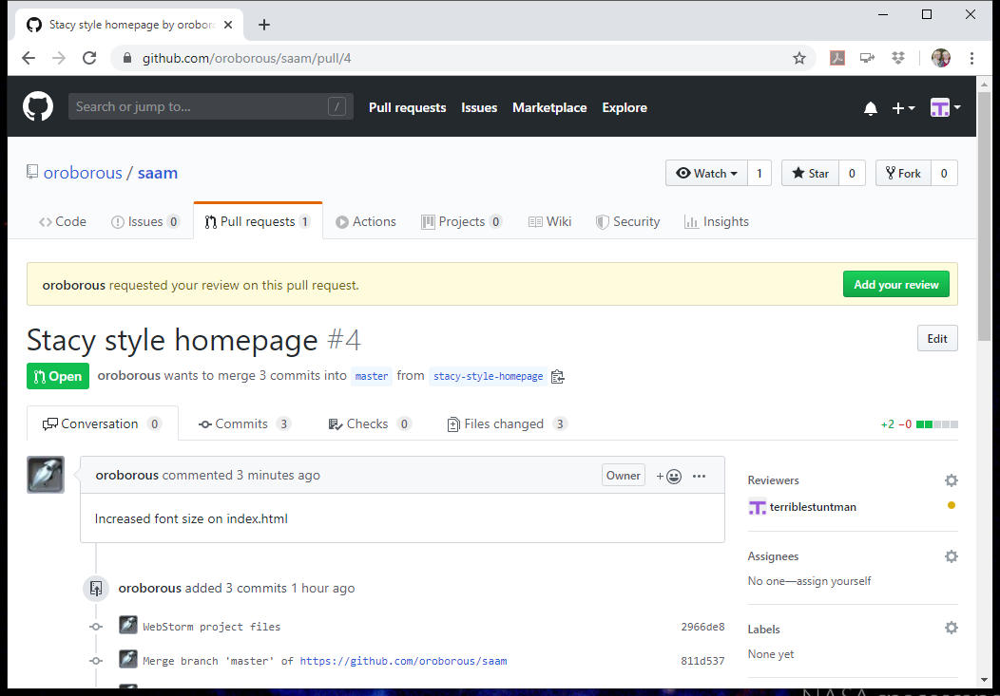 Stacy style homepage by orobor
github.com/oroborous/saam/pull/4
Search or jump to... /
Pull requests Issues Marketplace Explore
oroborous / saam
Watch 1 Star 0 Fork 0
Code Issues 0 Pull requests 1 Actions Projects 0 Wiki Security Insights
oroborous requested your review on this pull request. Add your review
Stacy style homepage #4 Edit
Open oroborous wants to merge 3 commits into master from stacy-style-homepage
Conversation 0 Commits 3 Checks 0 Files changed 3 +2 −0
oroborous commented 3 minutes ago Owner
Increased font size on index.html
oroborous added 3 commits 1 hour ago
WebStorm project files 2966de8
Merge branch 'master' of https://github.com/oroborous/saam 811d537
Reviewers
terriblestuntman
Assignees
No one—assign yourself
Labels
None yet
NASA